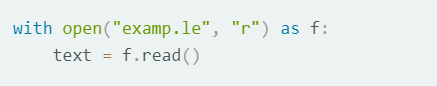 with open("examp.le", "r") as f:
    text = f.read()